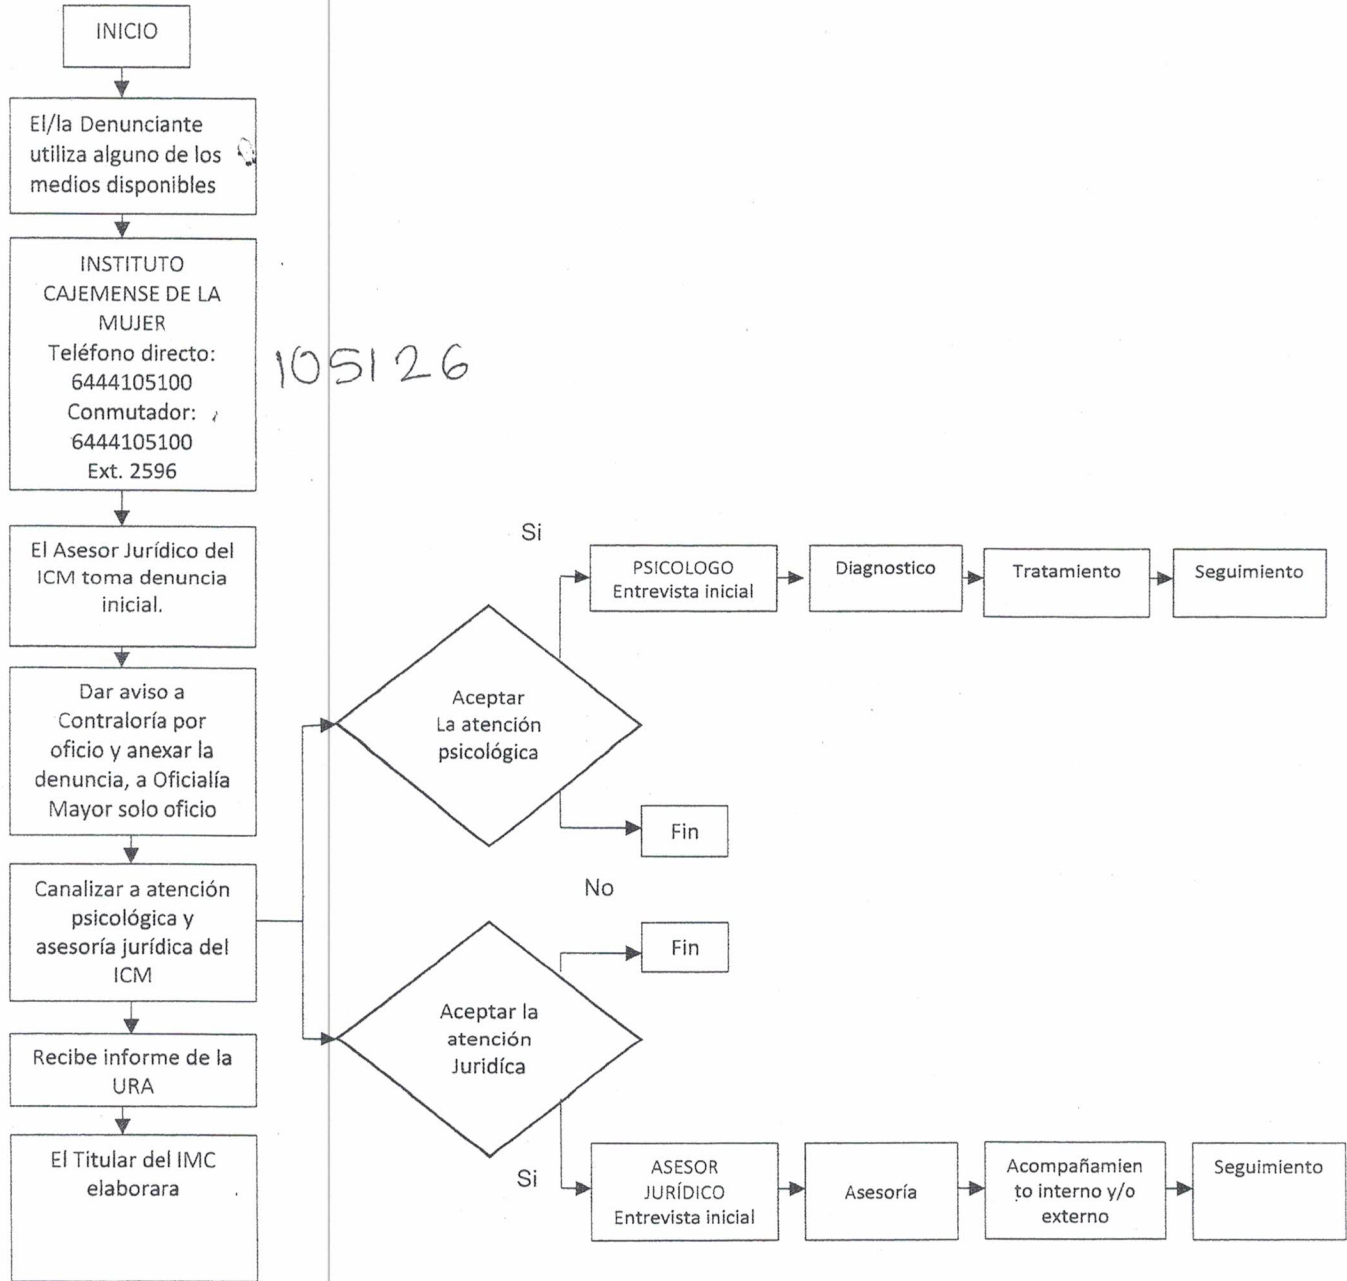 INICIO
El/la Denunciante
utiliza alguno de los
medios disponibles
INSTITUTO
CAJEMENSE DE LA
MUJER
Teléfono directo:
6444105100
Conmutador:
6444105100
Ext. 2596
105126
El Asesor Jurídico del
ICM toma denuncia
inicial.
Dar aviso a
Contraloría por
oficio y anexar la
denuncia, a Oficialía
Mayor solo oficio
Canalizar a atención
psicológica y
asesoría jurídica del
ICM
Recibe informe de la
URA
El Titular del IMC
elaborara
Aceptar
La atención
psicológica
Si
PSICOLOGO
Entrevista inicial
Diagnostico
Tratamiento
Seguimiento
Fin
No
Fin
Aceptar la
atención
Juridíca
Si
ASESOR
JURÍDICO
Entrevista inicial
Asesoría
Acompañamien
to interno y/o
externo
Seguimiento